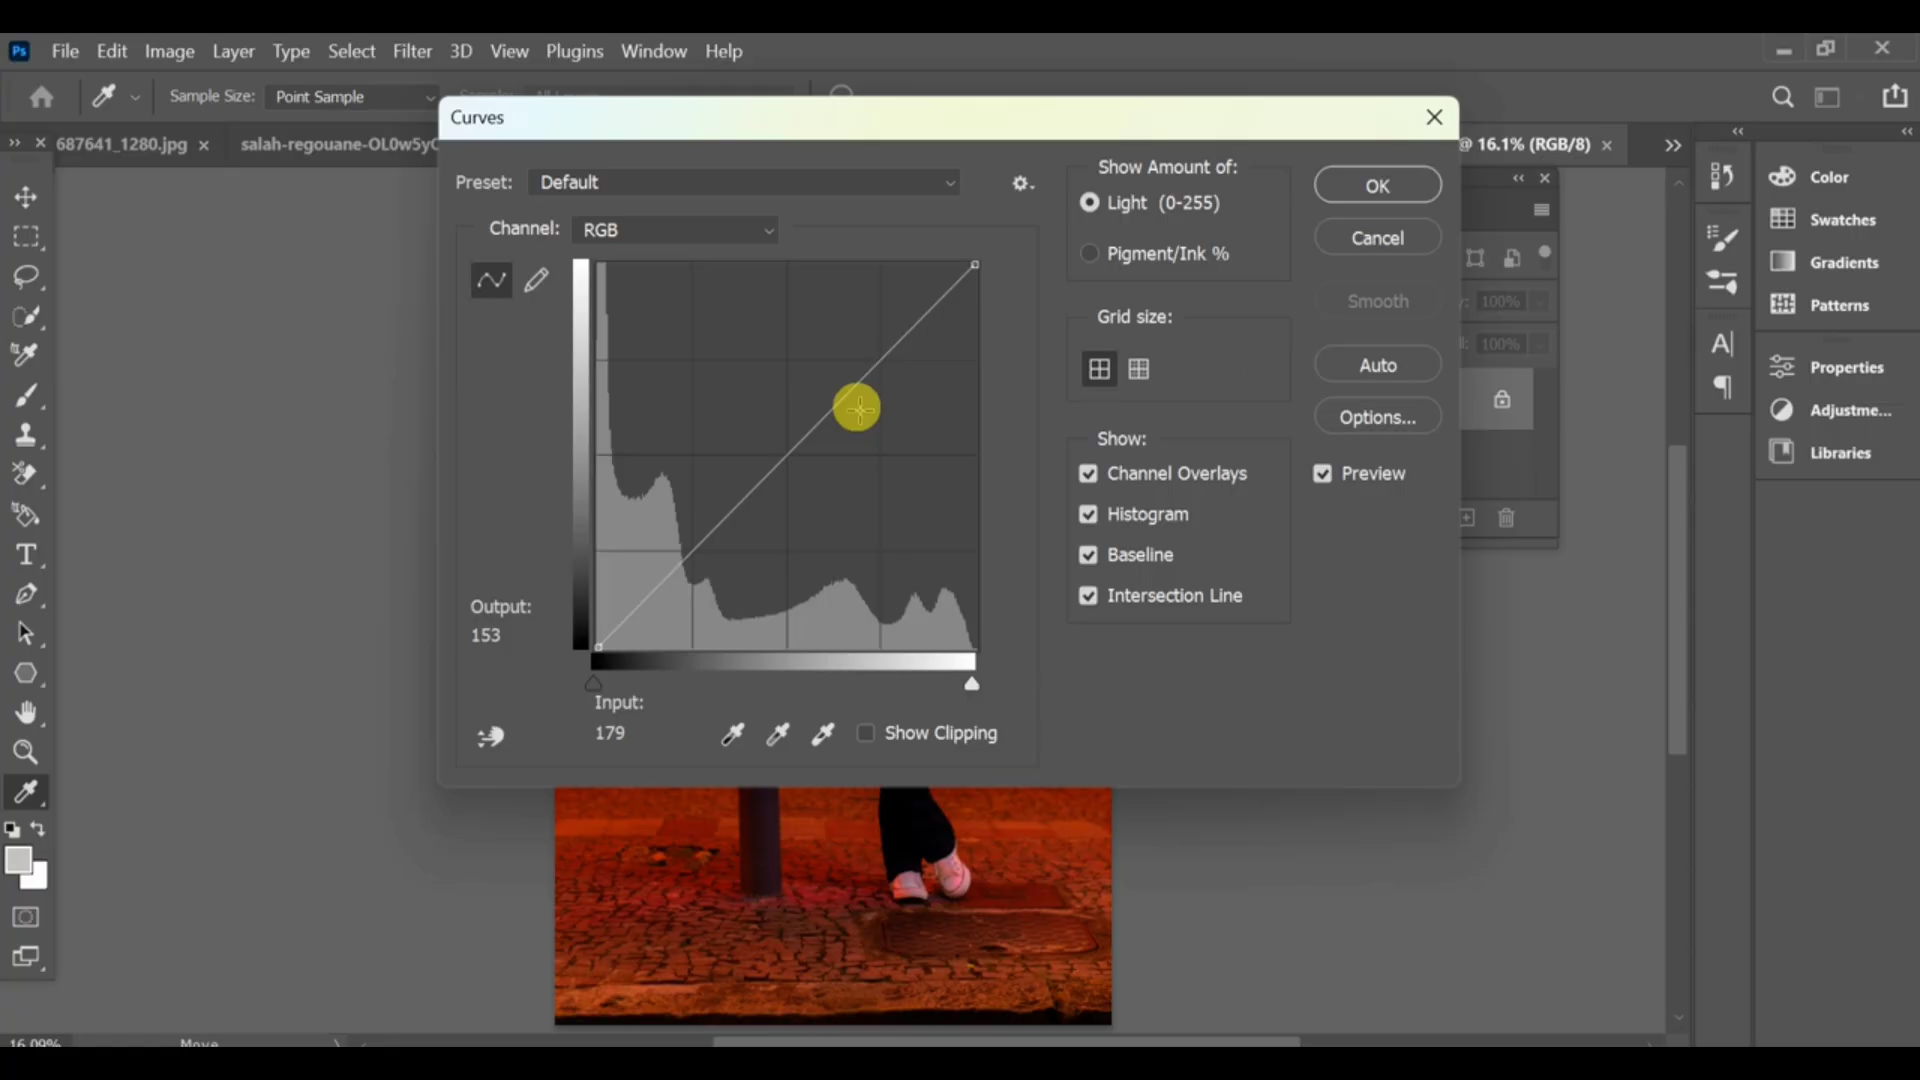 Ps File Edit Image Layer Type Select Filter 3D View Plugins Window Help
Sample Size: Point Sample
687641_1280.jpg
salah-regouane-OL0w5y
@ 16.1% (RGB/8)
Curves
Preset: Default
Channel: RGB
Output:
153
Input:
179
Show Clipping
Show Amount of:
Light (0-255)
Pigment/Ink %
Grid size:
Show:
Channel Overlays
Histogram
Baseline
Intersection Line
OK
Cancel
Smooth
Auto
Options...
Preview
100%
100%
Color
Swatches
Gradients
Patterns
Properties
Adjustme...
Libraries
16.09%
Move